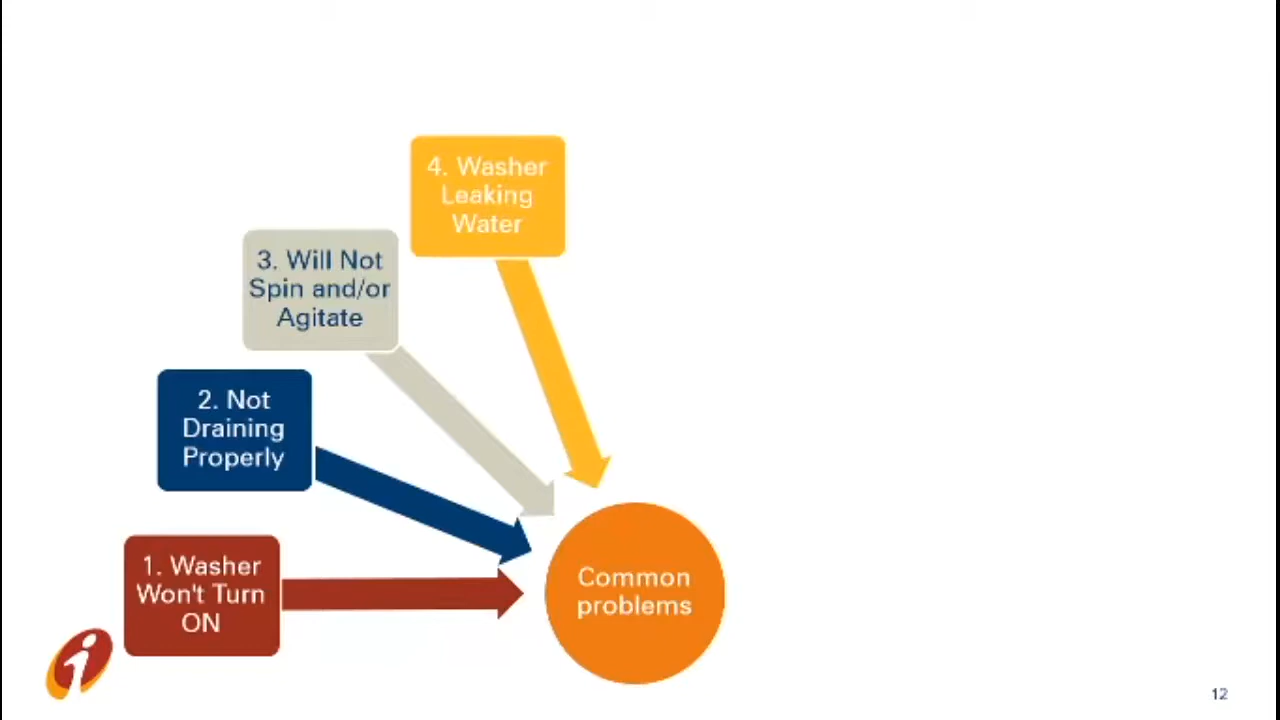 4. Washer
Leaking
Water
3. Will Not
Spin and/or
Agitate
2. Not
Draining
Properly
1. Washer
Won't Turn
ON
Common
problems
12